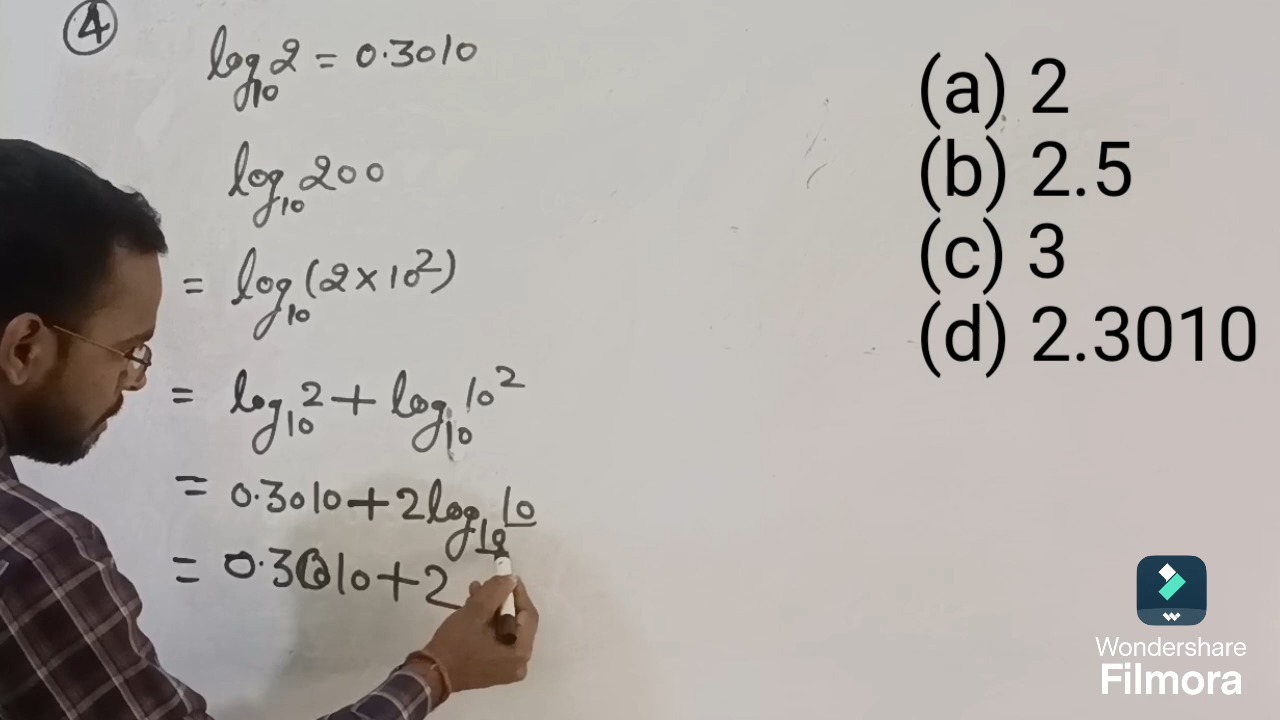 ④
log₁₀2 = 0.3010
log₁₀200
= log₁₀(2×10²)
= log₁₀2 + log₁₀10²
= 0.3010 + 2log₁₀10
= 0.3010 + 2
(a) 2
(b) 2.5
(c) 3
(d) 2.3010
Wondershare
Filmora